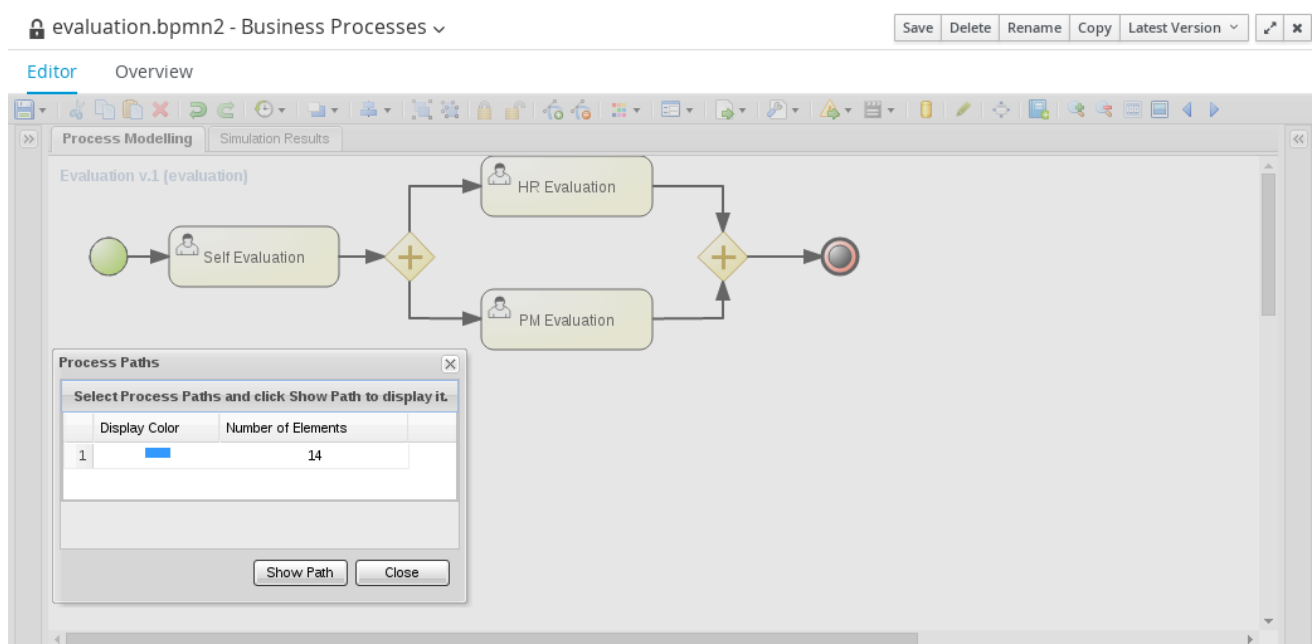 evaluation.bpmn2 - Business Processes
Save Delete Rename Copy Latest Version
Editor Overview
Process Modelling Simulation Results
Evaluation v.1 (evaluation)
HR Evaluation
Self Evaluation
PM Evaluation
Process Paths
Select Process Paths and click Show Path to display it.
Display Color Number of Elements
1 14
Show Path Close